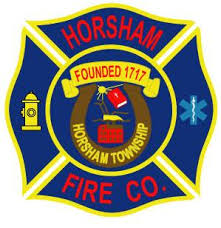 HORSHAM
FOUNDED 1717
HORSHAM TOWNSHIP
FIRE CO.